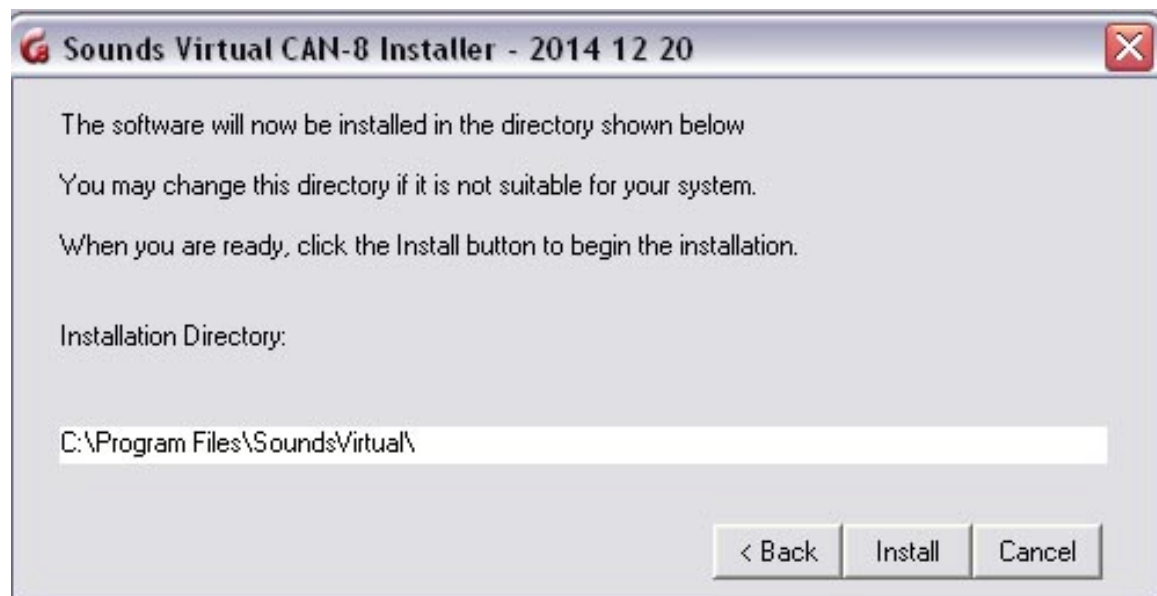 Sounds Virtual CAN-8 Installer - 2014 12 20
The software will now be installed in the directory shown below
You may change this directory if it is not suitable for your system.
When you are ready, click the Install button to begin the installation.
Installation Directory:
C:\Program Files\SoundsVirtual\
< Back Install Cancel